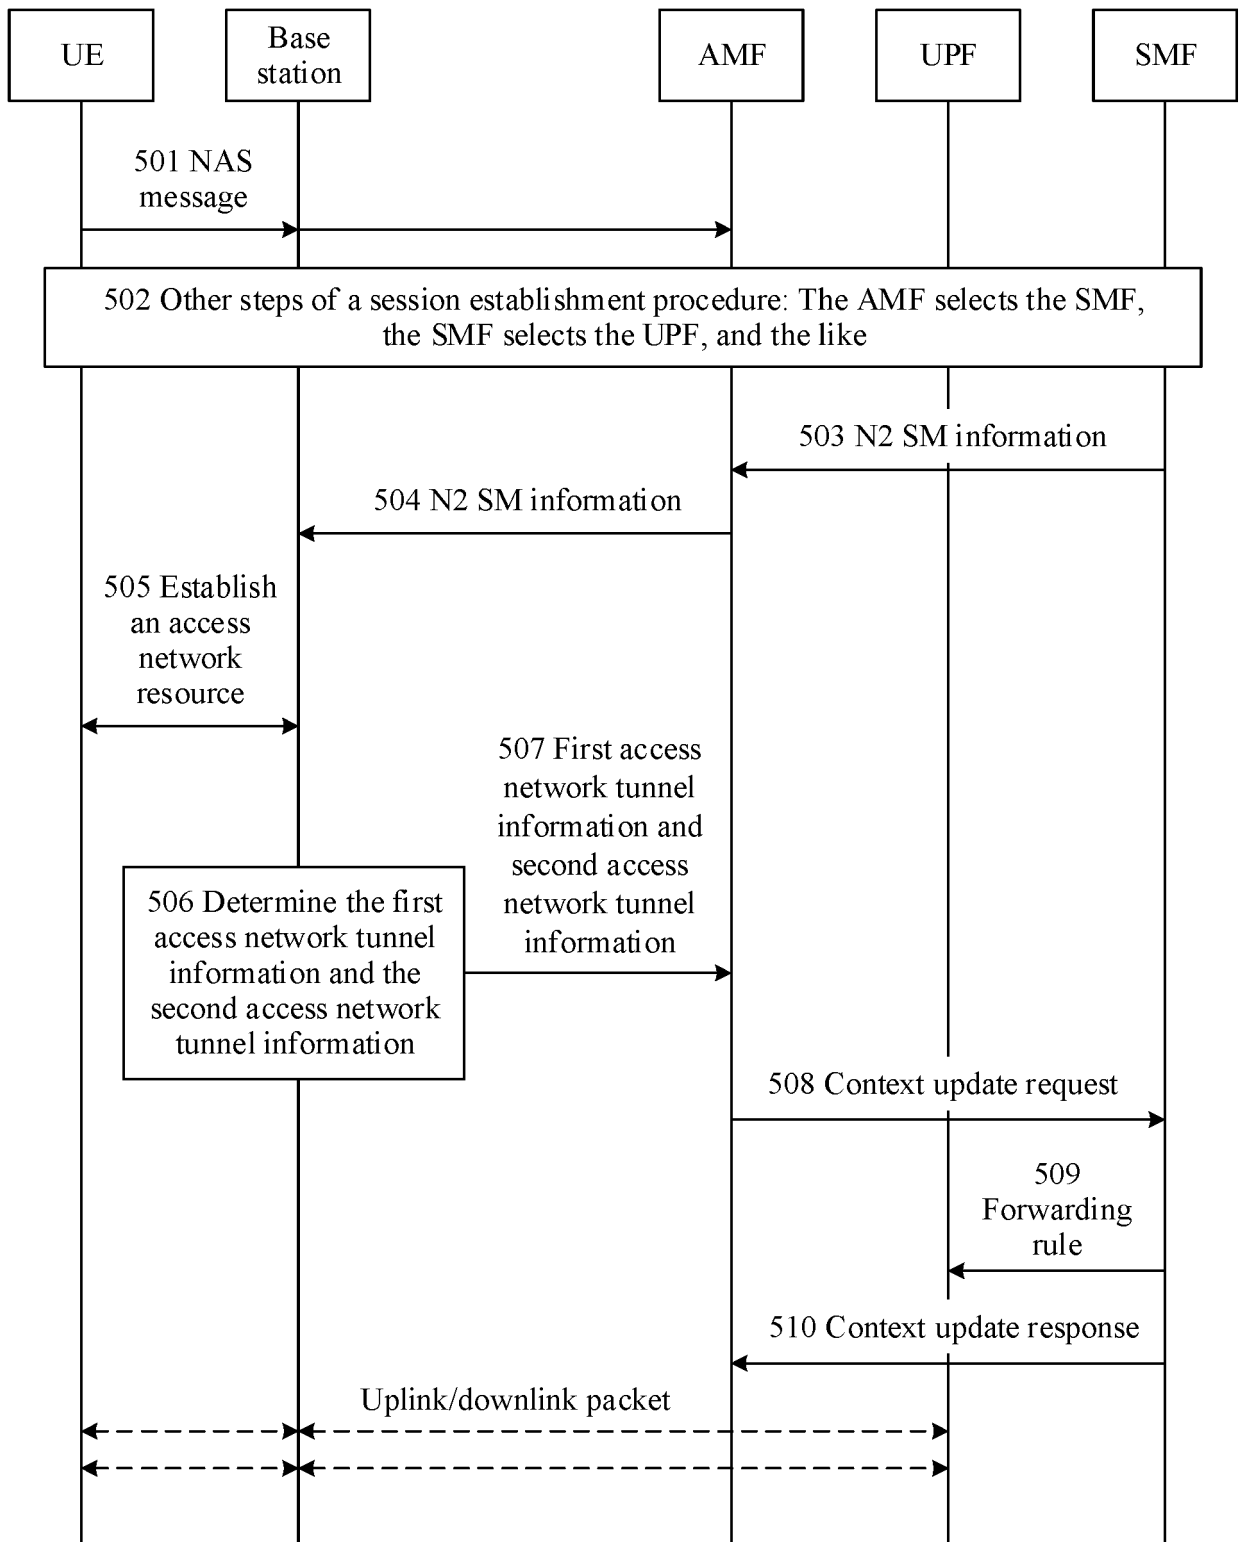 UE
Base
station
AMF
UPF
SMF
501 NAS
message
502 Other steps of a session establishment procedure: The AMF selects the SMF,
the SMF selects the UPF, and the like
503 N2 SM information
504 N2 SM information
505 Establish
an access
network
resource
507 First access
network tunnel
information and
second access
network tunnel
information
506 Determine the first
access network tunnel
information and the
second access network
tunnel information
508 Context update request
509
Forwarding
rule
510 Context update response
Uplink/downlink packet